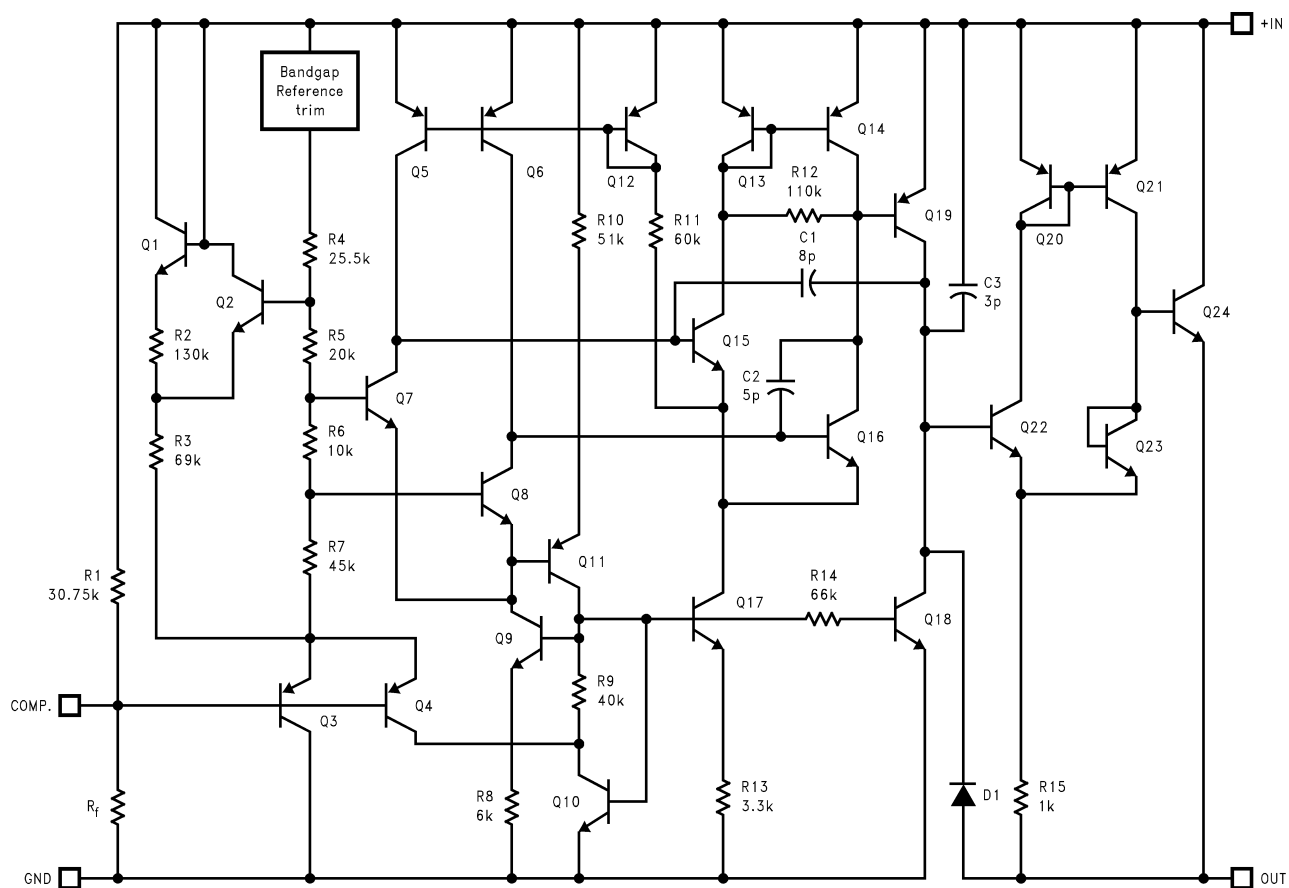 +IN
Bandgap
Reference
trim
Q14
Q5
Q6
Q12
Q13
R12
110k
Q21
Q1
R10
51k
R11
60k
Q19
Q20
R4
25.5k
C1
8p
Q2
C3
3p
R2
130k
R5
20k
Q15
Q24
C2
5p
Q7
R3
69k
R6
10k
Q16
Q22
Q23
Q8
R7
45k
Q11
R1
30.75k
R14
66k
Q17
Q18
Q9
R9
40k
COMP.
Q3
Q4
Rf
R8
6k
Q10
R13
3.3k
D1
R15
1k
GND
OUT